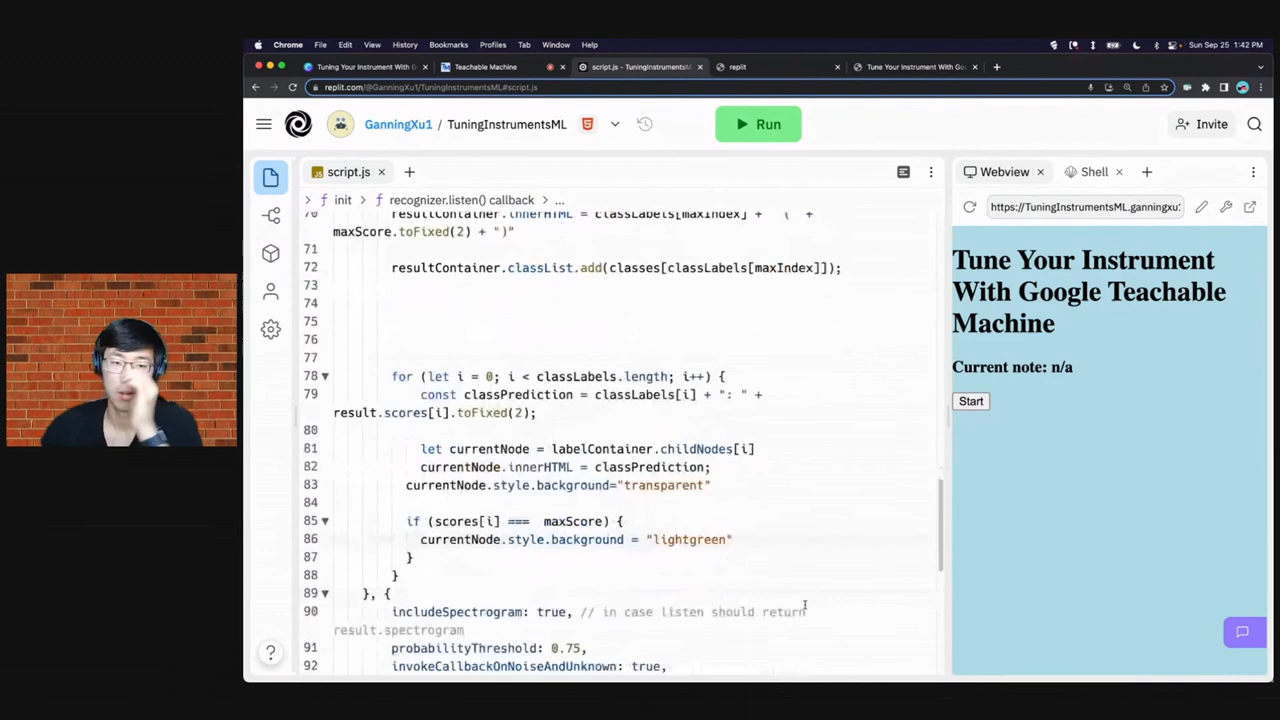 Chrome File Edit View History Bookmarks Profiles Tab Window Help Sun Sep 25 1:42 PM
Tuning Your Instrument With G Teachable Machine script.js - TuningInstrumentsM replit Tune Your Instrument With Goo
replit.com/@GanningXu1/TuningInstrumentsML#script.js
GanningXu1 / TuningInstrumentsML Run Invite
script.js
Webview Shell
init recognizer.listen() callback ...
https://TuningInstrumentsML.ganningxu
70 resultContainer.innerHTML = classLabels[maxIndex] + " (" +
maxScore.toFixed(2) + ")"
71
72 resultContainer.classList.add(classes[classLabels[maxIndex]]);
73
74
75
76
77
78 for (let i = 0; i < classLabels.length; i++) {
79 const classPrediction = classLabels[i] + ": " +
result.scores[i].toFixed(2);
80
81 let currentNode = labelContainer.childNodes[i]
82 currentNode.innerHTML = classPrediction;
83 currentNode.style.background="transparent"
84
85 if (scores[i] === maxScore) {
86 currentNode.style.background = "lightgreen"
87 }
88 }
89 }, {
90 includeSpectrogram: true, // in case listen should return
result.spectrogram
91 probabilityThreshold: 0.75,
92 invokeCallbackOnNoiseAndUnknown: true,
Tune Your Instrument
With Google Teachable
Machine
Current note: n/a
Start